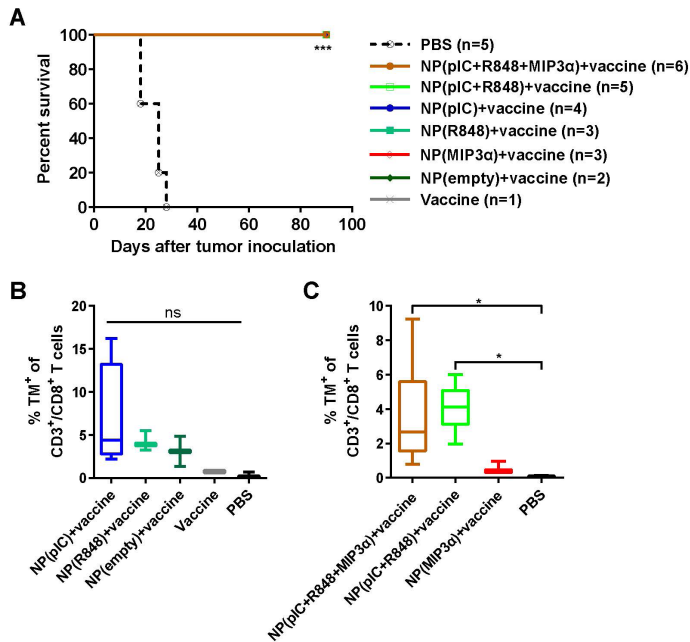 A
Percent survival
100
80
60
40
20
0
0 20 40 60 80 100
Days after tumor inoculation
***
PBS (n=5)
NP(pIC+R848+MIP3α)+vaccine (n=6)
NP(pIC+R848)+vaccine (n=5)
NP(pIC)+vaccine (n=4)
NP(R848)+vaccine (n=3)
NP(MIP3α)+vaccine (n=3)
NP(empty)+vaccine (n=2)
Vaccine (n=1)
B
% TM⁺ of
CD3⁺/CD8⁺ T cells
20
15
10
5
0
ns
NP(pIC)+vaccine
NP(R848)+vaccine
NP(empty)+vaccine
Vaccine
PBS
C
% TM⁺ of
CD3⁺/CD8⁺ T cells
10
8
6
4
2
0
*
*
NP(pIC+R848+MIP3α)+vaccine
NP(pIC+R848)+vaccine
NP(MIP3α)+vaccine
PBS